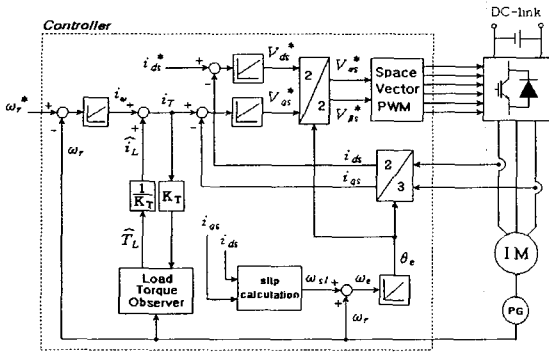 Controller
DC-link
i_ds*
V_ds*
V_αs*
2
2
Space
Vector
PWM
ω_r*
i_ω
i_T
V_qs*
V_βs*
ω_r
î_L
i_ds
i_qs
2
3
1/K_T
K_T
T̂_L
i_qs
i_ds
θ_e
IM
Load
Torque
Observer
slip
calculation
ω_sl
ω_e
PG
ω_r